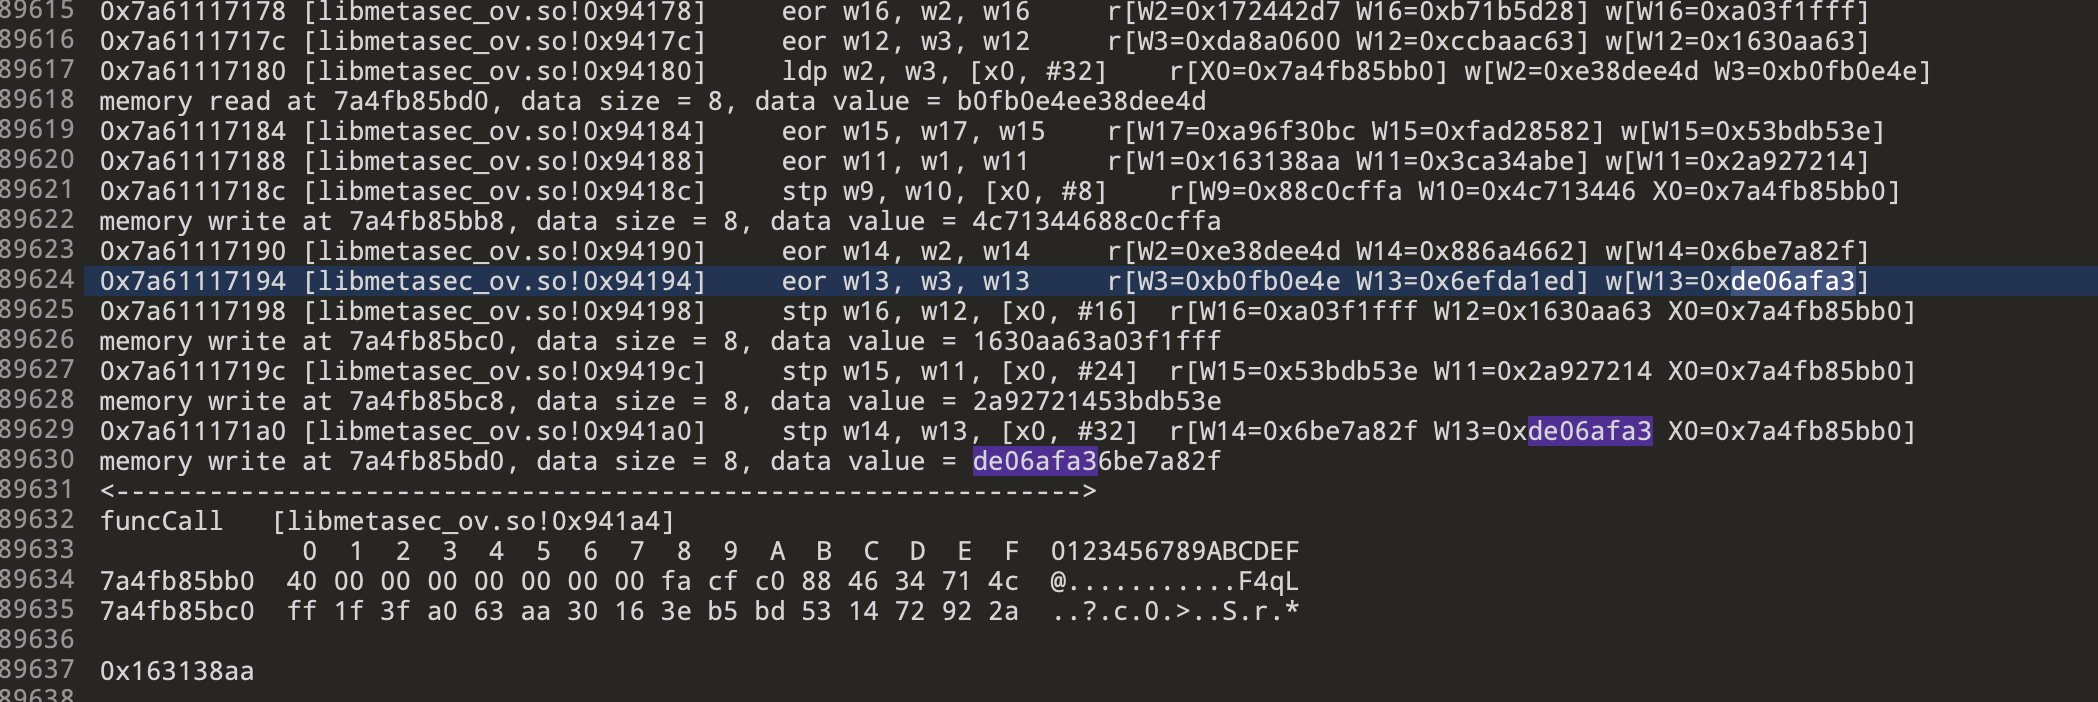 89615 0x7a61117178 [libmetasec_ov.so!0x94178] eor w16, w2, w16 r[W2=0x172442d7 W16=0xb71b5d28] w[W16=0xa03f1fff]
89616 0x7a6111717c [libmetasec_ov.so!0x9417c] eor w12, w3, w12 r[W3=0xda8a0600 W12=0xccbaac63] w[W12=0x1630aa63]
89617 0x7a61117180 [libmetasec_ov.so!0x94180] ldp w2, w3, [x0, #32] r[X0=0x7a4fb85bb0] w[W2=0xe38dee4d W3=0xb0fb0e4e]
89618 memory read at 7a4fb85bd0, data size = 8, data value = b0fb0e4ee38dee4d
89619 0x7a61117184 [libmetasec_ov.so!0x94184] eor w15, w17, w15 r[W17=0xa96f30bc W15=0xfad28582] w[W15=0x53bdb53e]
89620 0x7a61117188 [libmetasec_ov.so!0x94188] eor w11, w1, w11 r[W1=0x163138aa W11=0x3ca34abe] w[W11=0x2a927214]
89621 0x7a6111718c [libmetasec_ov.so!0x9418c] stp w9, w10, [x0, #8] r[W9=0x88c0cffa W10=0x4c713446 X0=0x7a4fb85bb0]
89622 memory write at 7a4fb85bb8, data size = 8, data value = 4c71344688c0cffa
89623 0x7a61117190 [libmetasec_ov.so!0x94190] eor w14, w2, w14 r[W2=0xe38dee4d W14=0x886a4662] w[W14=0x6be7a82f]
89624 0x7a61117194 [libmetasec_ov.so!0x94194] eor w13, w3, w13 r[W3=0xb0fb0e4e W13=0x6efda1ed] w[W13=0xde06afa3]
89625 0x7a61117198 [libmetasec_ov.so!0x94198] stp w16, w12, [x0, #16] r[W16=0xa03f1fff W12=0x1630aa63 X0=0x7a4fb85bb0]
89626 memory write at 7a4fb85bc0, data size = 8, data value = 1630aa63a03f1fff
89627 0x7a6111719c [libmetasec_ov.so!0x9419c] stp w15, w11, [x0, #24] r[W15=0x53bdb53e W11=0x2a927214 X0=0x7a4fb85bb0]
89628 memory write at 7a4fb85bc8, data size = 8, data value = 2a92721453bdb53e
89629 0x7a611171a0 [libmetasec_ov.so!0x941a0] stp w14, w13, [x0, #32] r[W14=0x6be7a82f W13=0xde06afa3 X0=0x7a4fb85bb0]
89630 memory write at 7a4fb85bd0, data size = 8, data value = de06afa36be7a82f
89631 <-------------------------------------------------------------->
89632 funcCall [libmetasec_ov.so!0x941a4]
89633 0 1 2 3 4 5 6 7 8 9 A B C D E F 0123456789ABCDEF
89634 7a4fb85bb0 40 00 00 00 00 00 00 00 fa cf c0 88 46 34 71 4c @...........F4qL
89635 7a4fb85bc0 ff 1f 3f a0 63 aa 30 16 3e b5 bd 53 14 72 92 2a ..?.c.0.>..S.r.*
89636
89637 0x163138aa
89638